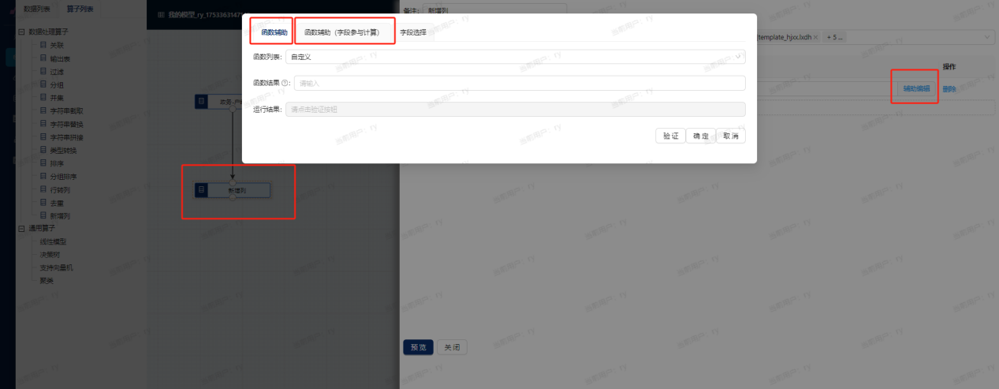 数据列表
算子列表
数据处理算子
关联
输出表
过滤
分组
并集
字符串截取
字符串替换
字符串拼接
类型转换
排序
分组排序
行转列
去重
新增列
通用算子
线性模型
决策树
支持向量机
聚类
我的模型_ry_1753363147
政务-户
新增列
备注: 新增列
template_hjxx.lxdh × + 5 ...
操作
辅助编辑 删除
函数辅助 函数辅助（字段参与计算） 字段选择
函数列表: 自定义
函数结果 ?: 请输入
运行结果: 请点击验证按钮
验 证 确 定 取 消
预 览 关 闭
当前用户: ry